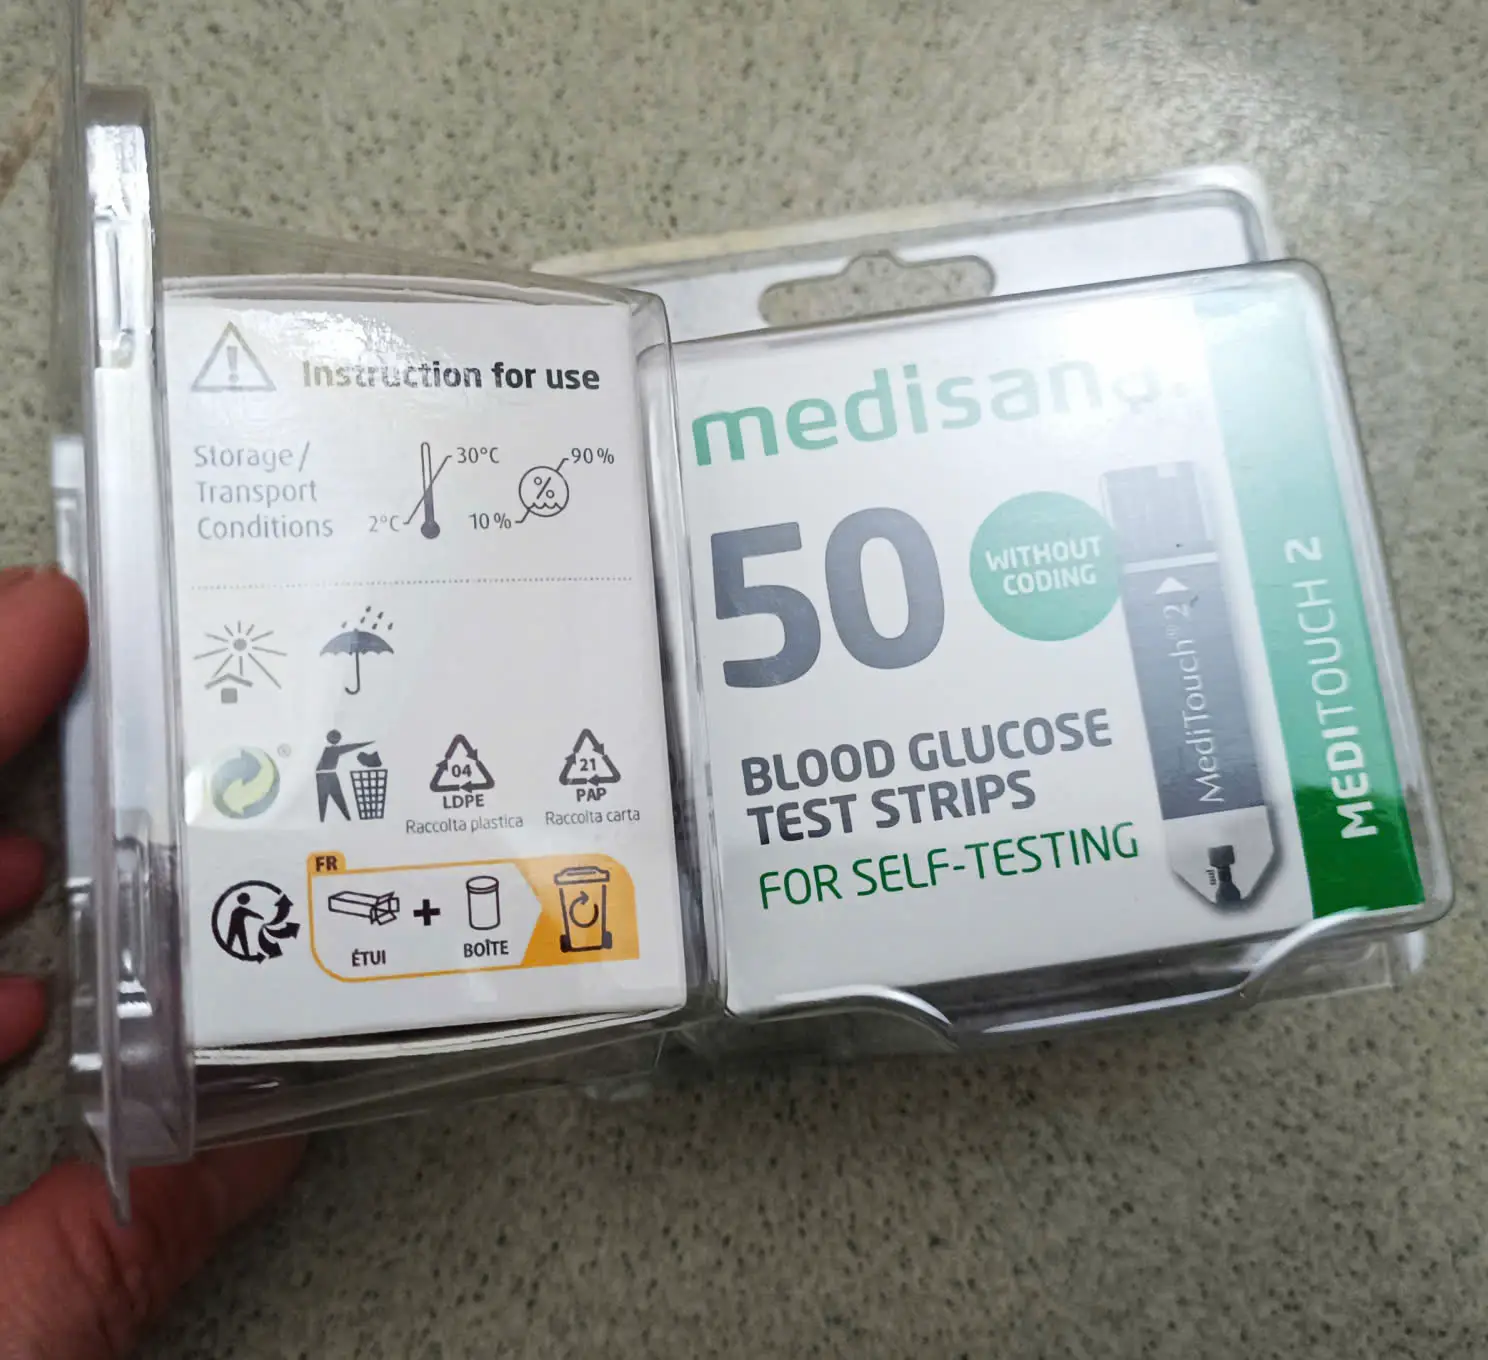 Instruction for use
Storage/
Transport
Conditions
30°C
2°C
90%
10%
%
®
04
LDPE
Raccolta plastica
21
PAP
Raccolta carta
FR
ÉTUI
+
BOÎTE
medisana
50
WITHOUT
CODING
BLOOD GLUCOSE
TEST STRIPS
FOR SELF-TESTING
MediTouch® 2
MEDITOUCH 2